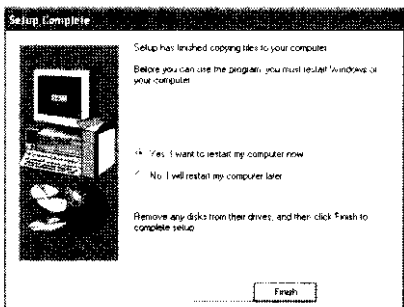 Setup Complete
Setup has finished copying files to your computer.
Before you can use the program, you must restart Windows or
your computer.
Yes, I want to restart my computer now.
No, I will restart my computer later.
Remove any disks from their drives, and then click Finish to
complete setup.
Finish